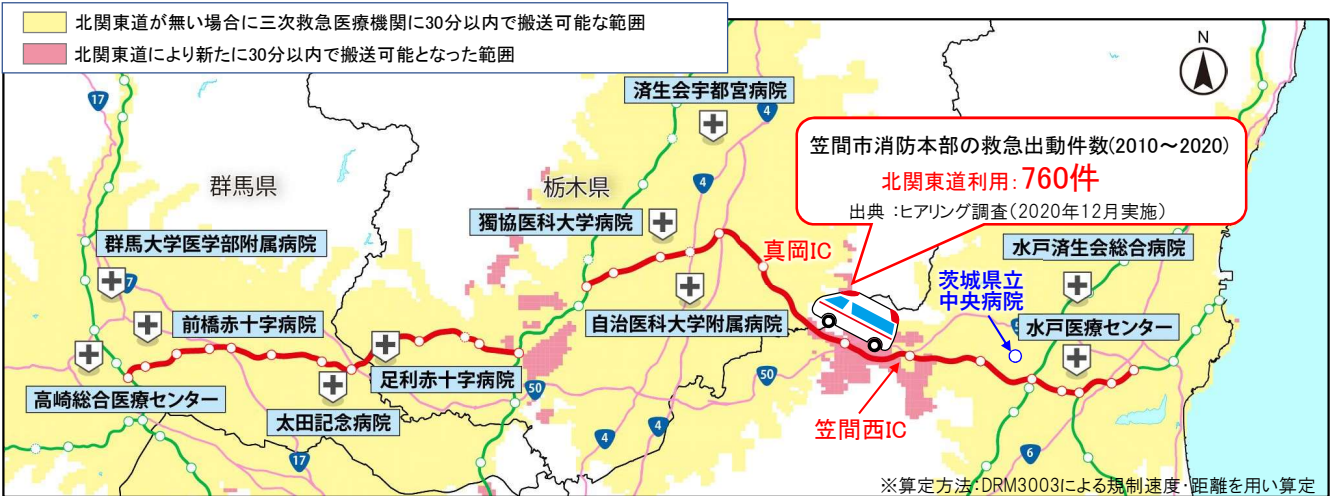 北関東道が無い場合に三次救急医療機関に30分以内で搬送可能な範囲
北関東道により新たに30分以内で搬送可能となった範囲
N
17
済生会宇都宮病院
4
笠間市消防本部の救急出動件数(2010～2020)
北関東道利用：760件
出典 ：ヒアリング調査(2020年12月実施)
群馬県
栃木県
4
獨協医科大学病院
群馬大学医学部附属病院
真岡IC
水戸済生会総合病院
茨城県立
中央病院
前橋赤十字病院
自治医科大学附属病院
水戸医療センター
足利赤十字病院
50
50
高崎総合医療センター
太田記念病院
笠間西IC
4
4
17
6
※算定方法：DRM3003による規制速度・距離を用い算定